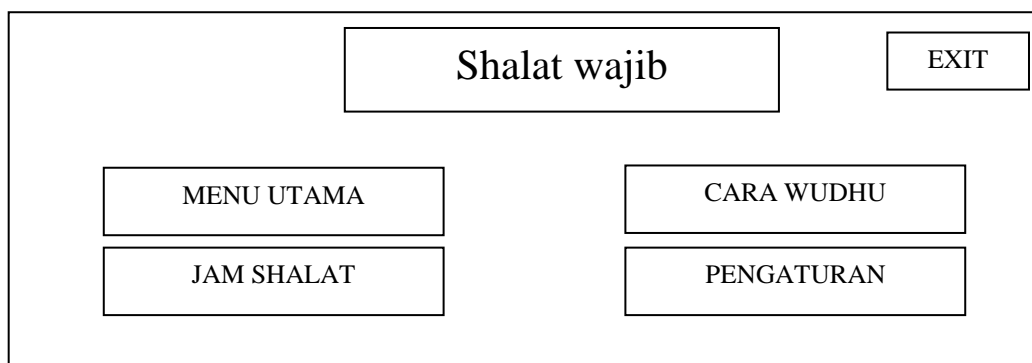 Shalat wajib
EXIT
MENU UTAMA
CARA WUDHU
JAM SHALAT
PENGATURAN